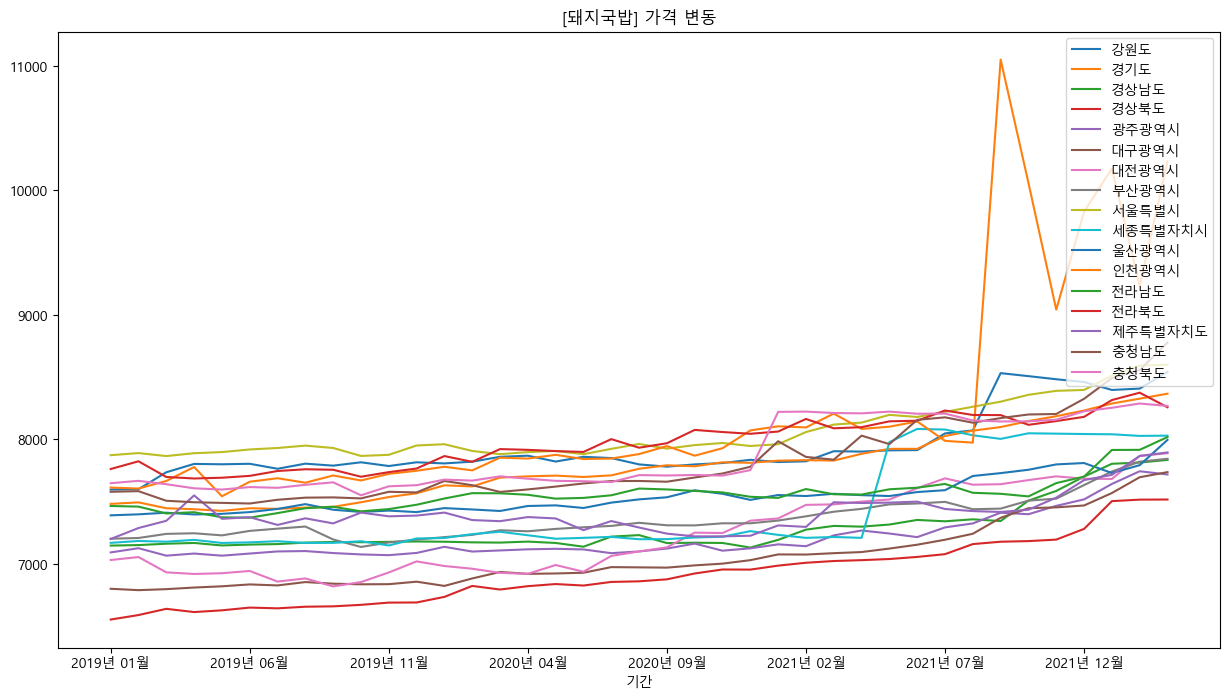 [돼지국밥] 가격 변동
11000
10000
9000
8000
7000
강원도
경기도
경상남도
경상북도
광주광역시
대구광역시
대전광역시
부산광역시
서울특별시
세종특별자치시
울산광역시
인천광역시
전라남도
전라북도
제주특별자치도
충청남도
충청북도
2019년 01월 2019년 06월 2019년 11월 2020년 04월 2020년 09월 2021년 02월 2021년 07월 2021년 12월
기간